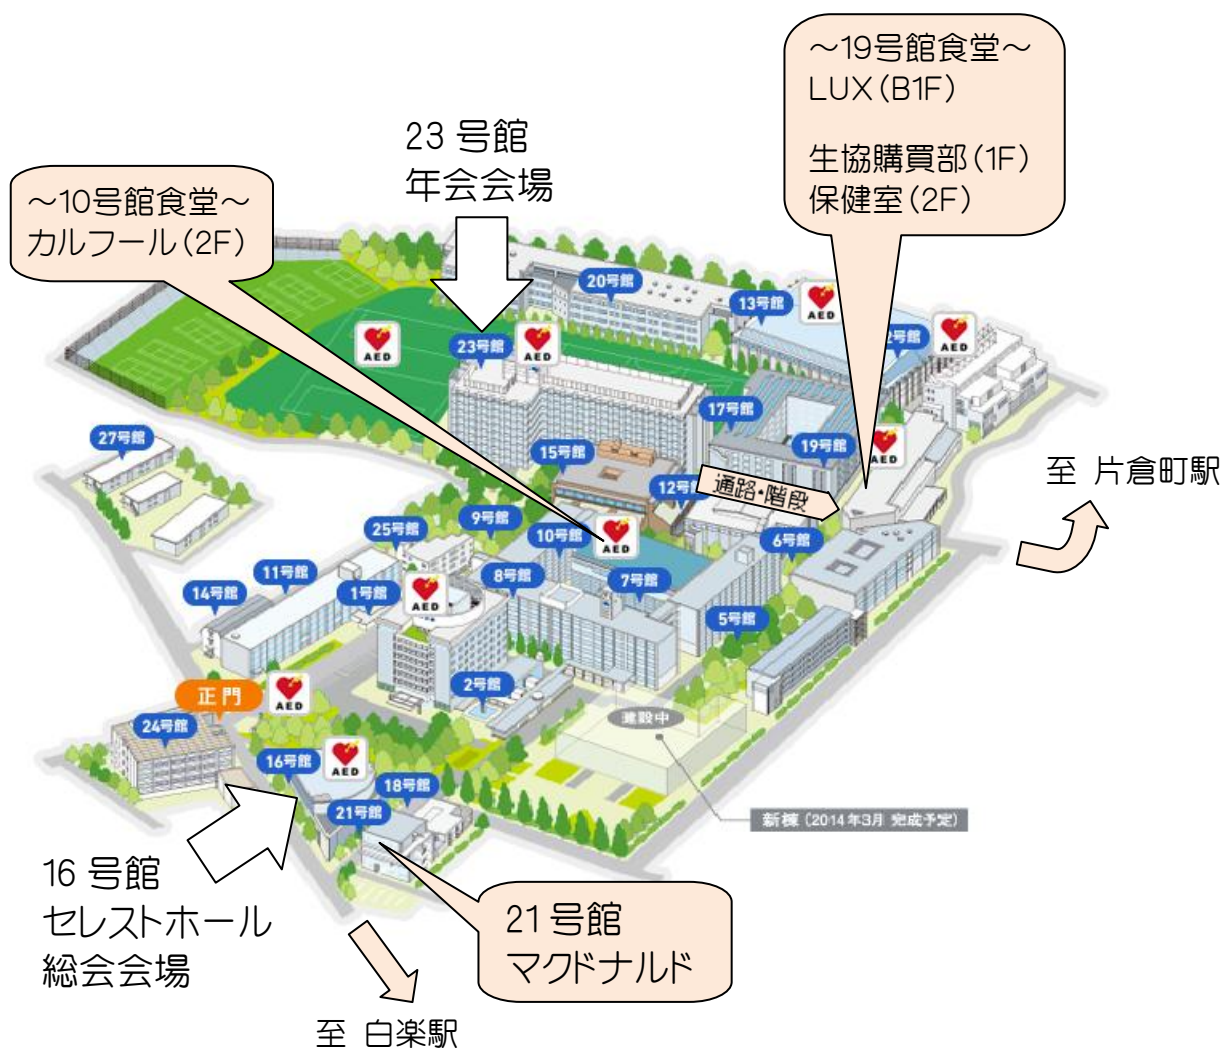 ～19号館食堂～
LUX(B1F)
生協購買部(1F)
保健室(2F)
23 号館
年会会場
～10号館食堂～
カルフール(2F)
20号館
13号館
AED
AED
23号館
AED
AED
2号館
17号館
27号館
15号館
19号館
AED
12号館
通路・階段
至 片倉町駅
9号館
25号館
10号館
AED
6号館
11号館
8号館
7号館
14号館
1号館
AED
5号館
正門
AED
2号館
24号館
建設中
16号館
AED
18号館
21号館
新棟 (2014年3月 完成予定)
16 号館
セレストホール
総会会場
21 号館
マクドナルド
至 白楽駅